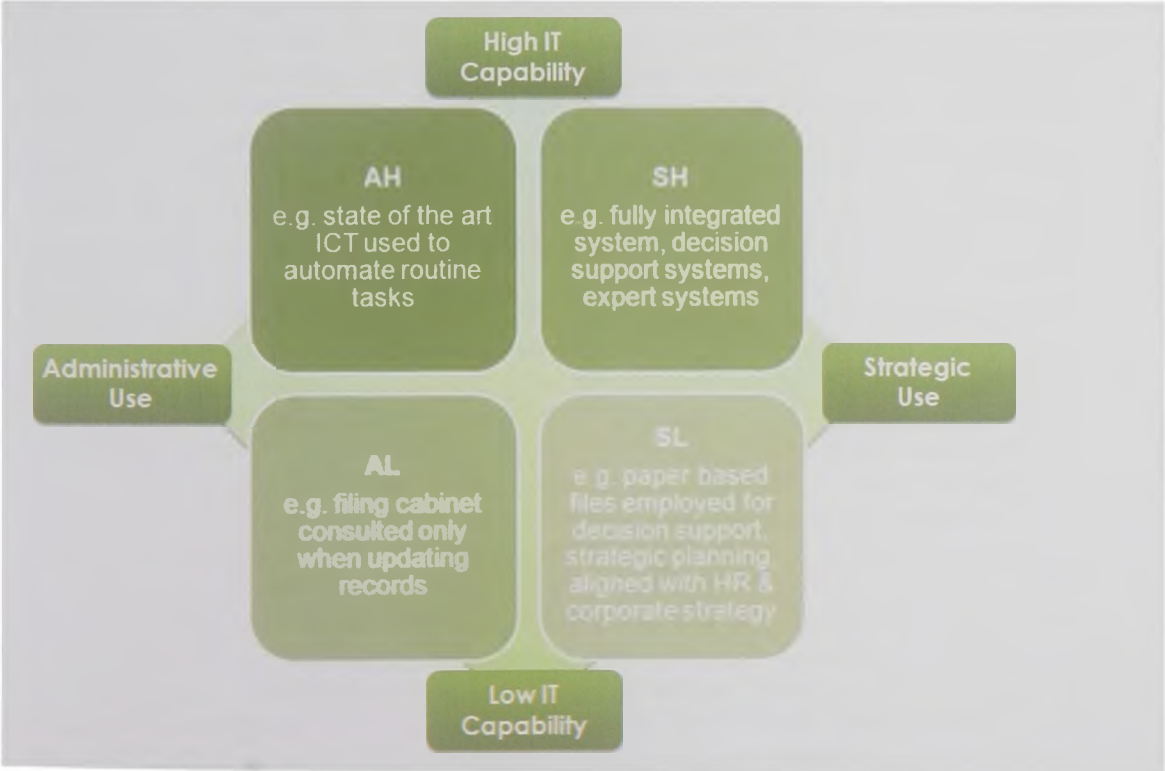 High IT
Capability
AH
e.g. state of the art
ICT used to
automate routine
tasks
SH
e.g. fully integrated
system, decision
support systems,
expert systems
Administrative
Use
Strategic
Use
AL
e.g. filing cabinet
consulted only
when updating
records
SL
e.g. paper based
files employed for
decision support,
strategic planning
aligned with HR &
corporate strategy
Low IT
Capability